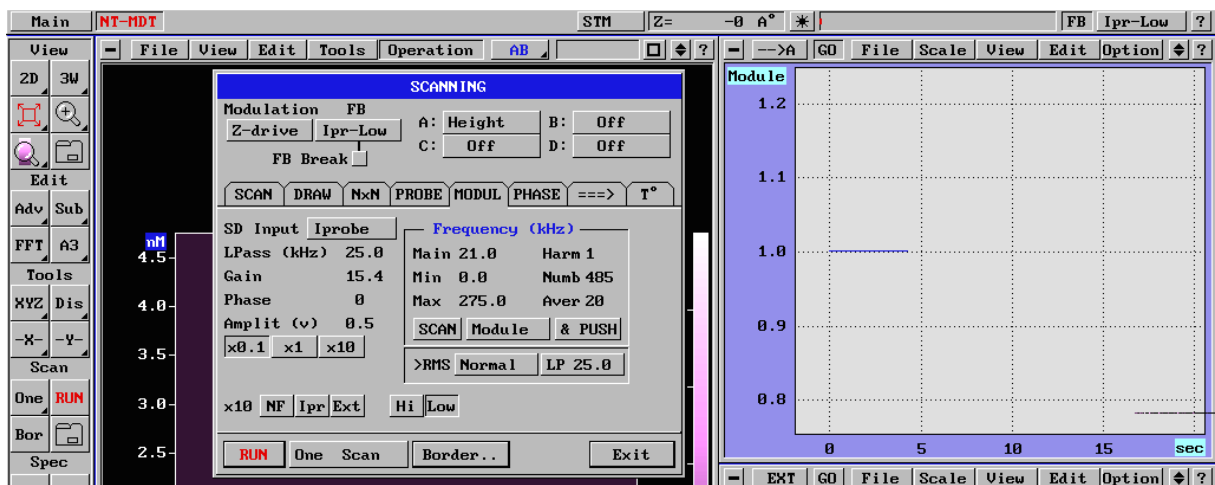 Main NT-MDT STM Z= -0 A° FB Ipr-Low ?
View
2D 3W
Edit
Adv Sub
FFT A3
Tools
XYZ Dis
-X- -Y-
Scan
One RUN
Bor
Spec
File View Edit Tools Operation AB ?
nM
4.5
4.0
3.5
3.0
2.5
SCANNING
Modulation FB
Z-drive Ipr-Low
FB Break
A: Height B: Off
C: Off D: Off
SCAN DRAW N×N PROBE MODUL PHASE ===> T°
SD Input Iprobe
LPass (kHz) 25.0
Gain 15.4
Phase 0
Amplit (v) 0.5
x0.1 x1 x10
Frequency (kHz)
Main 21.0 Harm 1
Min 0.0 Numb 485
Max 275.0 Aver 20
SCAN Module & PUSH
>RMS Normal LP 25.0
x10 NF Ipr Ext Hi Low
RUN One Scan Border.. Exit
-->A GO File Scale View Edit Option ?
Module
1.2
1.1
1.0
0.9
0.8
0 5 10 15 sec
EXT GO File Scale View Edit Option ?